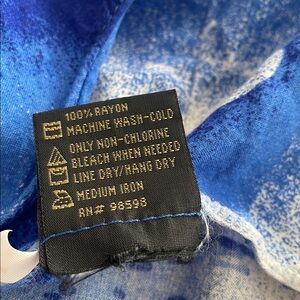 100% RAYON
MACHINE WASH-COLD
ONLY NON-CHLORINE
BLEACH WHEN NEEDED
LINE DRY/HANG DRY
MEDIUM IRON
RN# 98598